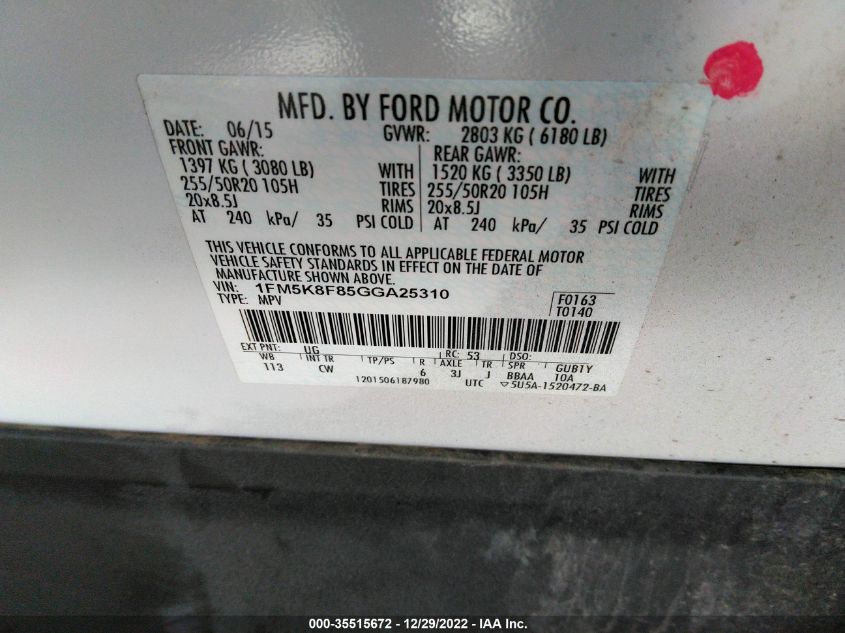 MFD. BY FORD MOTOR CO.
DATE: 06/15 GVWR: 2803 KG ( 6180 LB)
FRONT GAWR: REAR GAWR:
1397 KG ( 3080 LB) WITH 1520 KG ( 3350 LB) WITH
255/50R20 105H TIRES 255/50R20 105H TIRES
20x8.5J RIMS 20x8.5J RIMS
AT 240 kPa/ 35 PSI COLD AT 240 kPa/ 35 PSI COLD
THIS VEHICLE CONFORMS TO ALL APPLICABLE FEDERAL MOTOR
VEHICLE SAFETY STANDARDS IN EFFECT ON THE DATE OF
MANUFACTURE SHOWN ABOVE.
VIN: 1FM5K8F85GGA25310 F0163
TYPE: MPV T0140
EXT PNT: UG RC: 53 DSO:
WB INT TR TP/PS R AXLE TR SPR GUB1Y
113 CW 6 3J J BBAA 10A
1201506187980 UTC ▽5U5A-1520472-BA
000-35515672 - 12/29/2022 - IAA Inc.